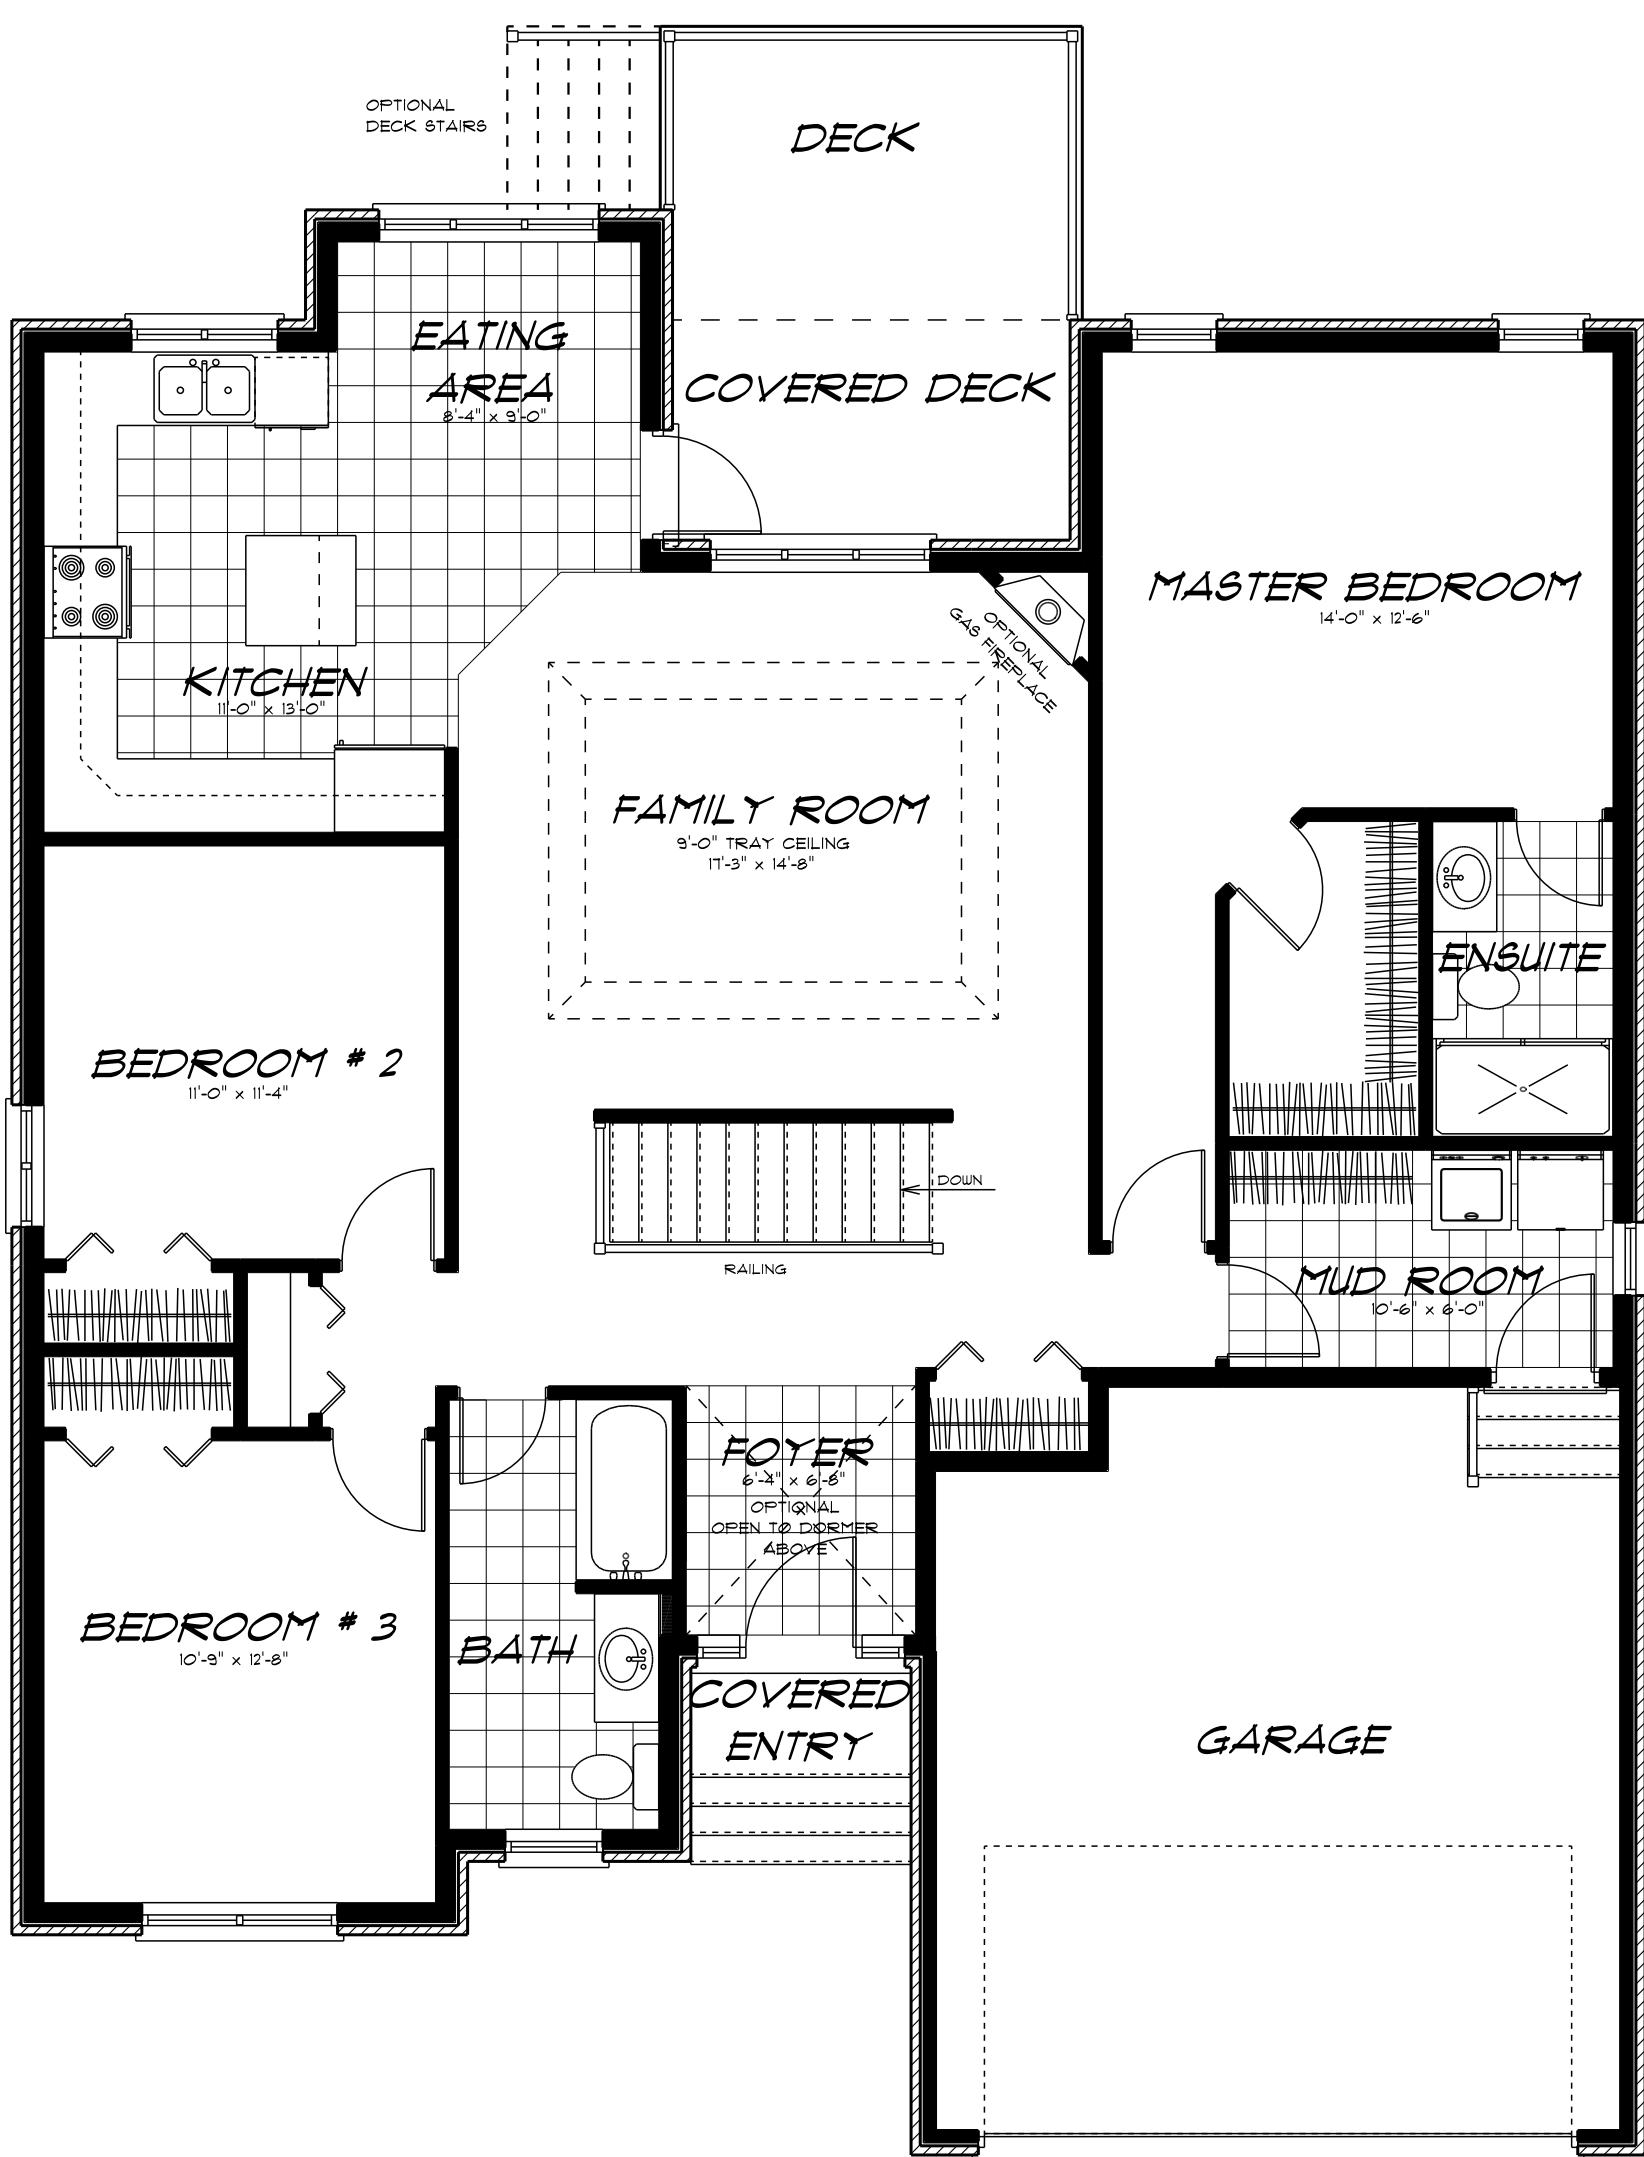 OPTIONAL
DECK STAIRS
DECK
EATING
AREA
8'-4" x 9'-0"
COVERED DECK
MASTER BEDROOM
14'-0" x 12'-6"
OPTIONAL
GAS FIREPLACE
KITCHEN
11'-0" x 13'-0"
FAMILY ROOM
9'-0" TRAY CEILING
17'-3" x 14'-8"
ENSUITE
BEDROOM # 2
11'-0" x 11'-4"
DOWN
RAILING
MUD ROOM
10'-6" x 6'-0"
FOYER
6'-4" x 6'-8"
OPTIONAL
OPEN TO DORMER
ABOVE
BEDROOM # 3
10'-9" x 12'-8"
BATH
COVERED
ENTRY
GARAGE